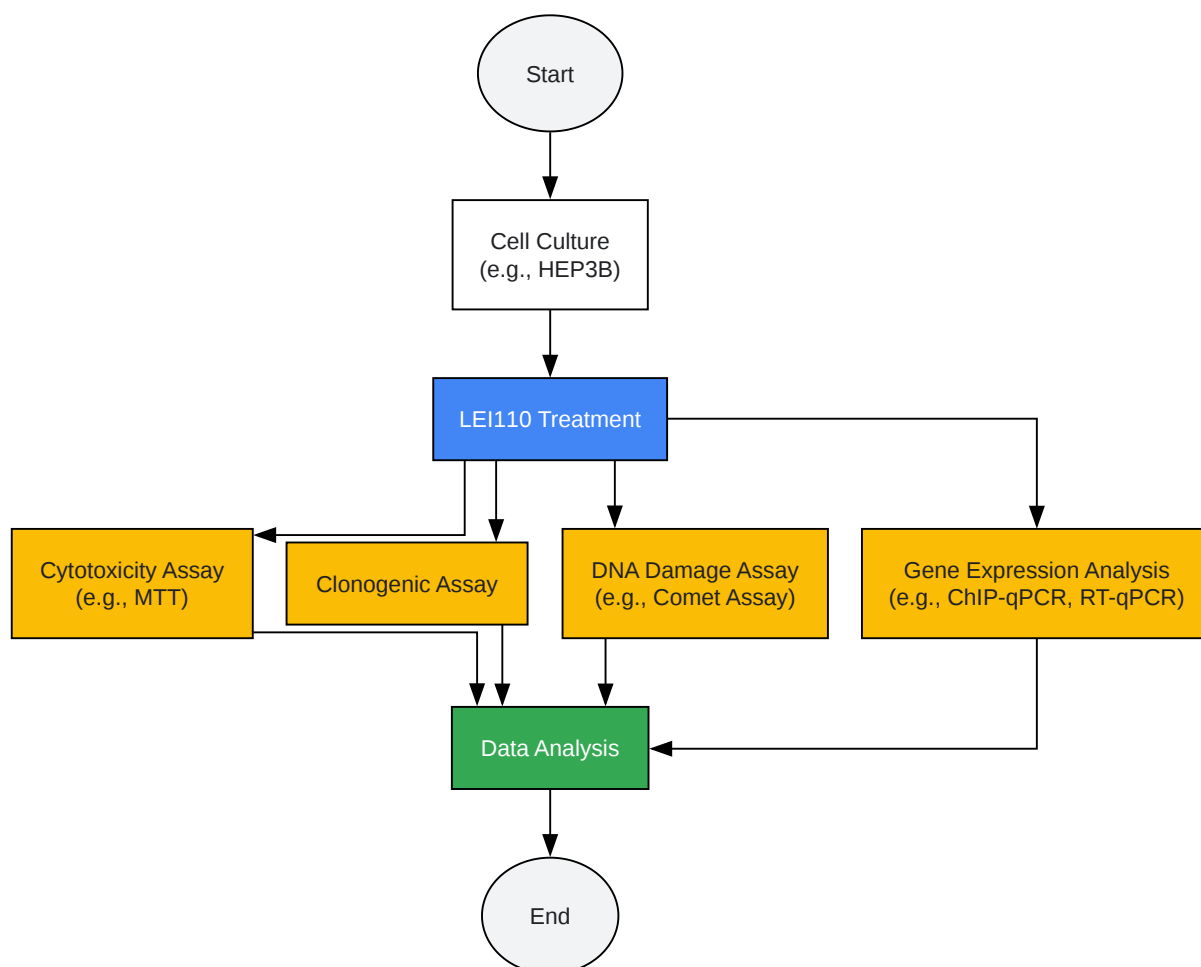 Start
Cell Culture
(e.g., HEP3B)
LEI110 Treatment
Cytotoxicity Assay
(e.g., MTT)
Clonogenic Assay
DNA Damage Assay
(e.g., Comet Assay)
Gene Expression Analysis
(e.g., ChIP-qPCR, RT-qPCR)
Data Analysis
End